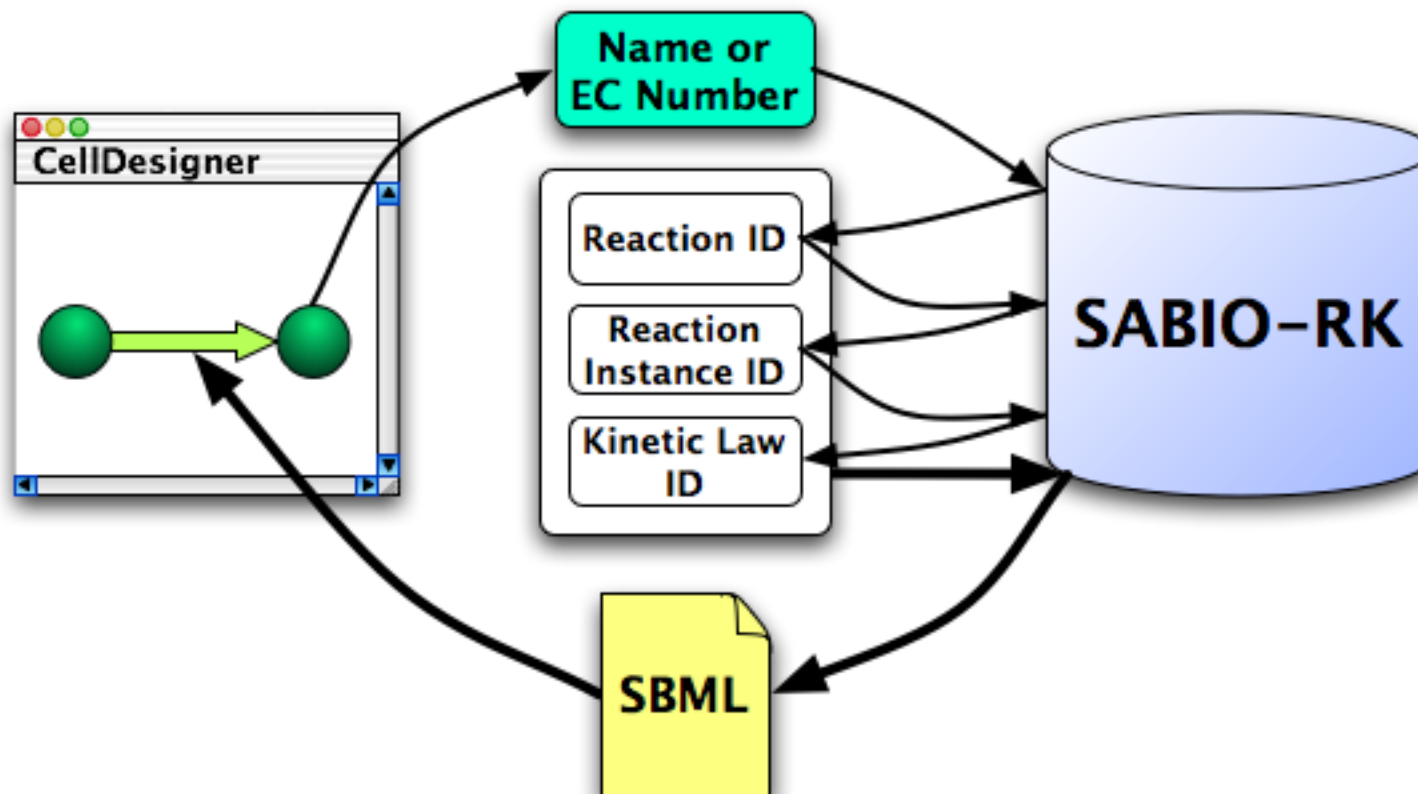 Name or
EC Number
CellDesigner
Reaction ID
Reaction
Instance ID
Kinetic Law
ID
SABIO-RK
SBML